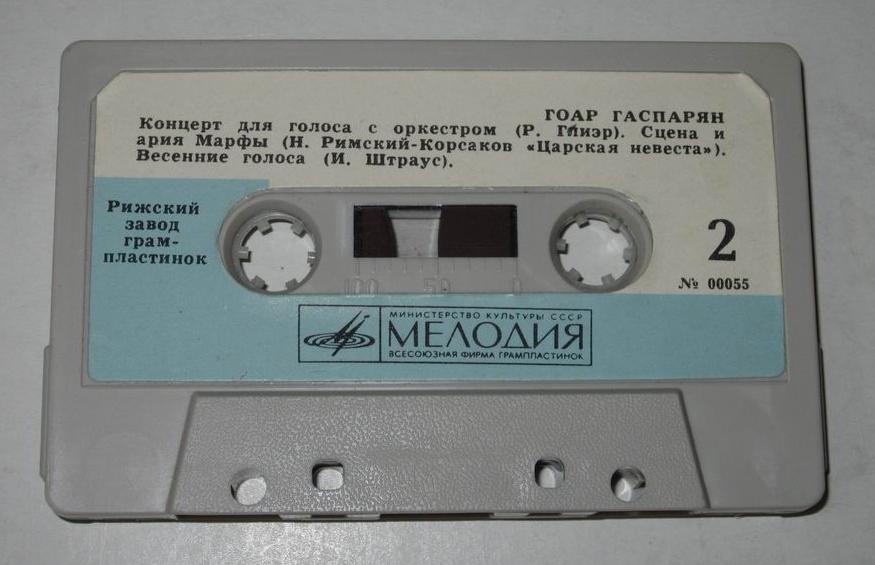 ГОАР ГАСПАРЯН
Концерт для голоса с оркестром (Р. Глиэр). Сцена и
ария Марфы (Н. Римский-Корсаков «Царская невеста»).
Весенние голоса (И. Штраус).
Рижский
завод
грам-
пластинок
2
№ 00055
100 50 0
МИНИСТЕРСТВО КУЛЬТУРЫ СССР
МЕЛОДИЯ
ВСЕСОЮЗНАЯ ФИРМА ГРАМПЛАСТИНОК